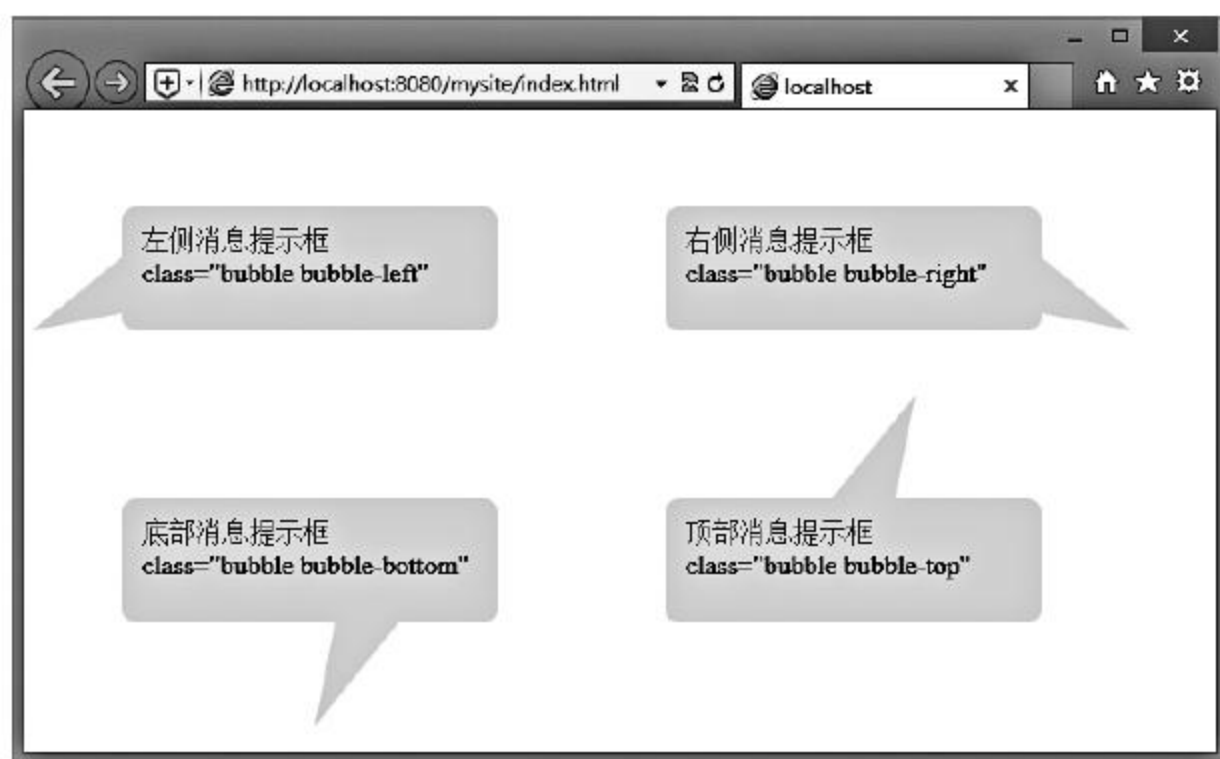 http://localhost:8080/mysite/index.html
localhost
左侧消息提示框
class="bubble bubble-left"
右侧消息提示框
class="bubble bubble-right"
底部消息提示框
class="bubble bubble-bottom"
顶部消息提示框
class="bubble bubble-top"